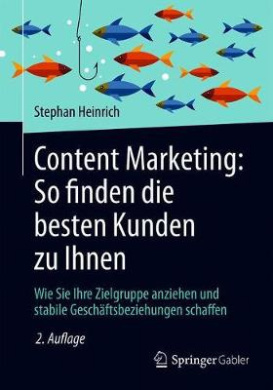 Stephan Heinrich
Content Marketing:
So finden die
besten Kunden
zu Ihnen
Wie Sie Ihre Zielgruppe anziehen und
stabile Geschäftsbeziehungen schaffen
2. Auflage
Springer Gabler